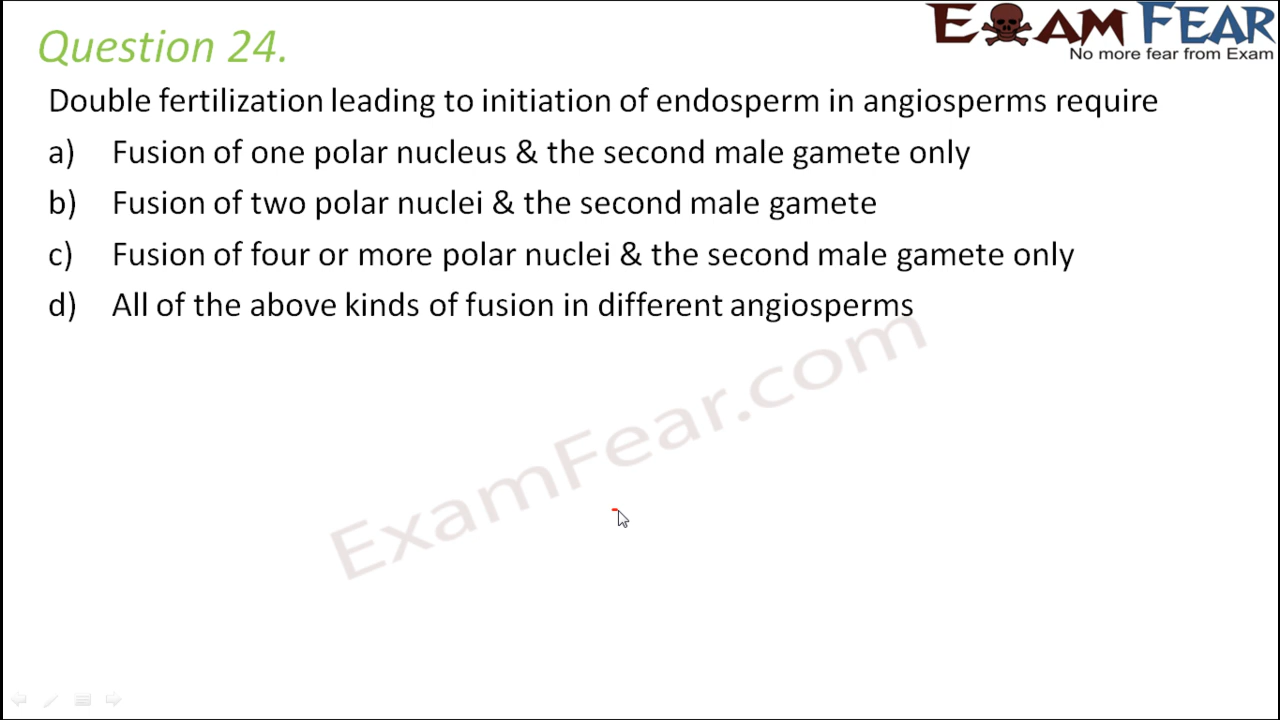 EXAM FEAR
No more fear from Exam
Question 24.
Double fertilization leading to initiation of endosperm in angiosperms require
a) Fusion of one polar nucleus & the second male gamete only
b) Fusion of two polar nuclei & the second male gamete
c) Fusion of four or more polar nuclei & the second male gamete only
d) All of the above kinds of fusion in different angiosperms
ExamFear.com